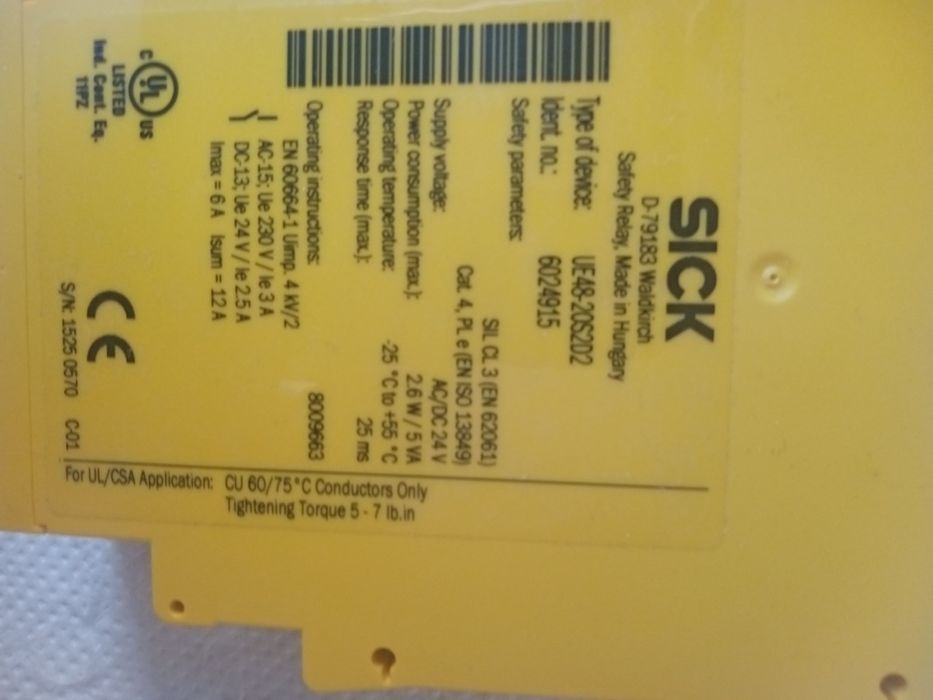 SICK
D-79183 Waldkirch
Safety Relay, Made in Hungary
Type of device: UE48-20S2D2
Ident. no.: 6024915
Safety parameters:
SIL CL 3 (EN 62061)
Cat. 4, PL e (EN ISO 13849)
Supply voltage: AC/DC 24 V
Power consumption (max.): 2.6 W / 5 VA
Operating temperature: -25 °C to +55 °C
Response time (max.): 25 ms
Operating instructions: 8009663
EN 60664-1 Uimp. 4 kV/2
AC-15; Ue 230 V / Ie 3 A
DC-13; Ue 24 V / Ie 2.5 A
Imax = 6 A Isum = 12 A
C UL US
LISTED
Ind. Cont. Eq.
11PZ
CE
S/N: 1525 0570 C-01
For UL/CSA Application: CU 60/75°C Conductors Only
Tightening Torque 5 - 7 lb.in